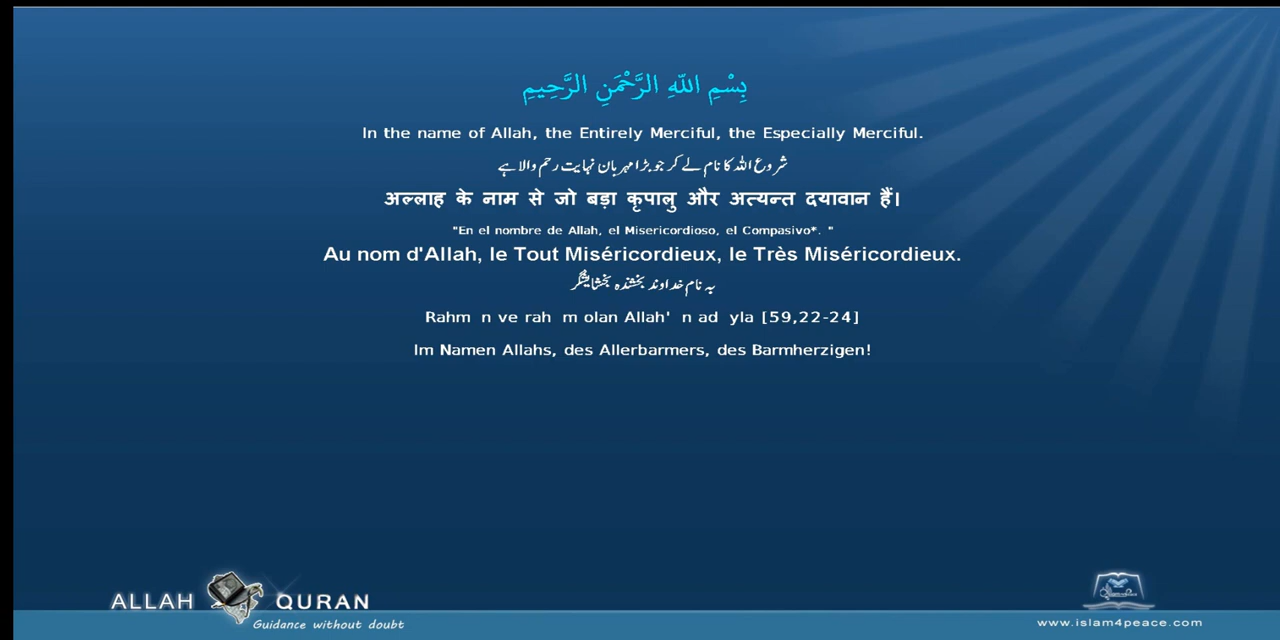 بِسْمِ اللّٰهِ الرَّحْمَنِ الرَّحِيمِ
In the name of Allah, the Entirely Merciful, the Especially Merciful.
شروع اللہ کا نام لے کر جو بڑا مہربان نہایت رحم والا ہے
अल्लाह के नाम से जो बड़ा कृपालु और अत्यन्त दयावान हैं।
"En el nombre de Allah, el Misericordioso, el Compasivo*. "
Au nom d'Allah, le Tout Miséricordieux, le Très Miséricordieux.
به نام خداوند بخشنده بخشایشگر
Rahm n ve rah m olan Allah' n ad yla [59,22-24]
Im Namen Allahs, des Allerbarmers, des Barmherzigen!
ALLAH QURAN
Guidance without doubt
www.islam4peace.com